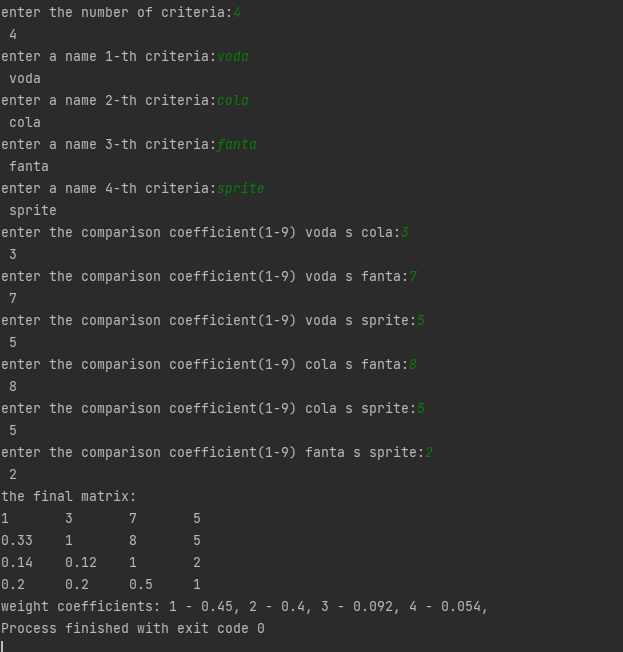 enter the number of criteria:4
4
enter a name 1-th criteria:voda
voda
enter a name 2-th criteria:cola
cola
enter a name 3-th criteria:fanta
fanta
enter a name 4-th criteria:sprite
sprite
enter the comparison coefficient(1-9) voda s cola:3
3
enter the comparison coefficient(1-9) voda s fanta:7
7
enter the comparison coefficient(1-9) voda s sprite:5
5
enter the comparison coefficient(1-9) cola s fanta:8
8
enter the comparison coefficient(1-9) cola s sprite:5
5
enter the comparison coefficient(1-9) fanta s sprite:2
2
the final matrix:
1 3 7 5
0.33 1 8 5
0.14 0.12 1 2
0.2 0.2 0.5 1
weight coefficients: 1 - 0.45, 2 - 0.4, 3 - 0.092, 4 - 0.054,
Process finished with exit code 0